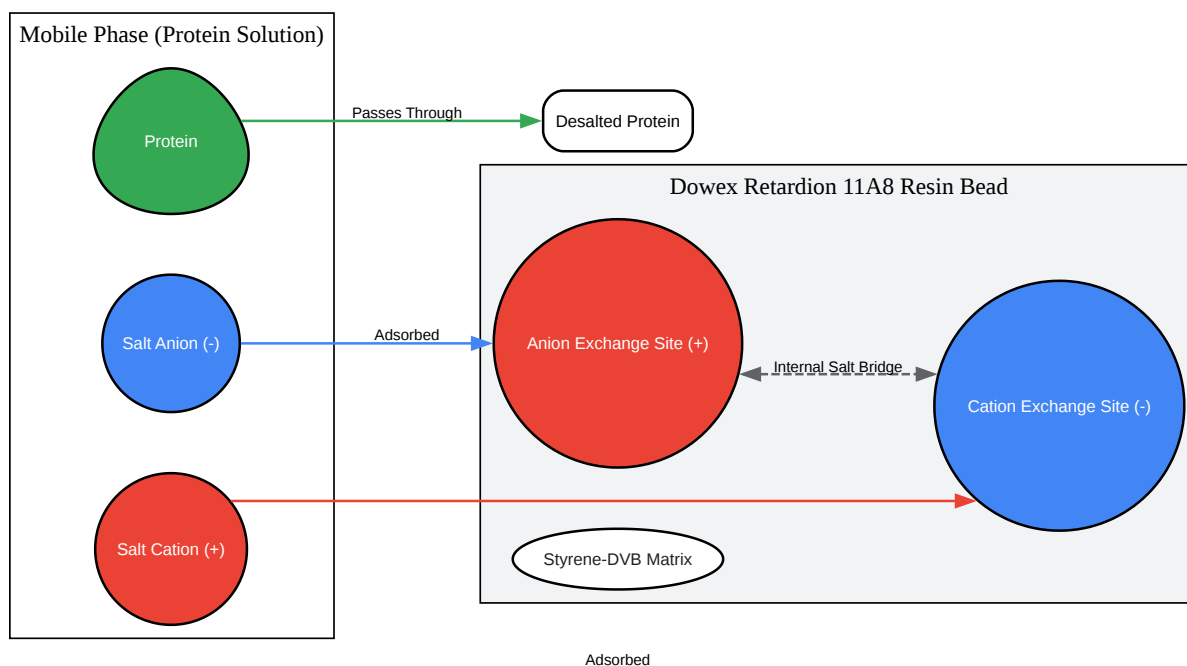 Mobile Phase (Protein Solution)
Protein
Passes Through
Desalted Protein
Dowex Retardion 11A8 Resin Bead
Salt Anion (-)
Adsorbed
Anion Exchange Site (+)
Internal Salt Bridge
Cation Exchange Site (-)
Salt Cation (+)
Styrene-DVB Matrix
Adsorbed